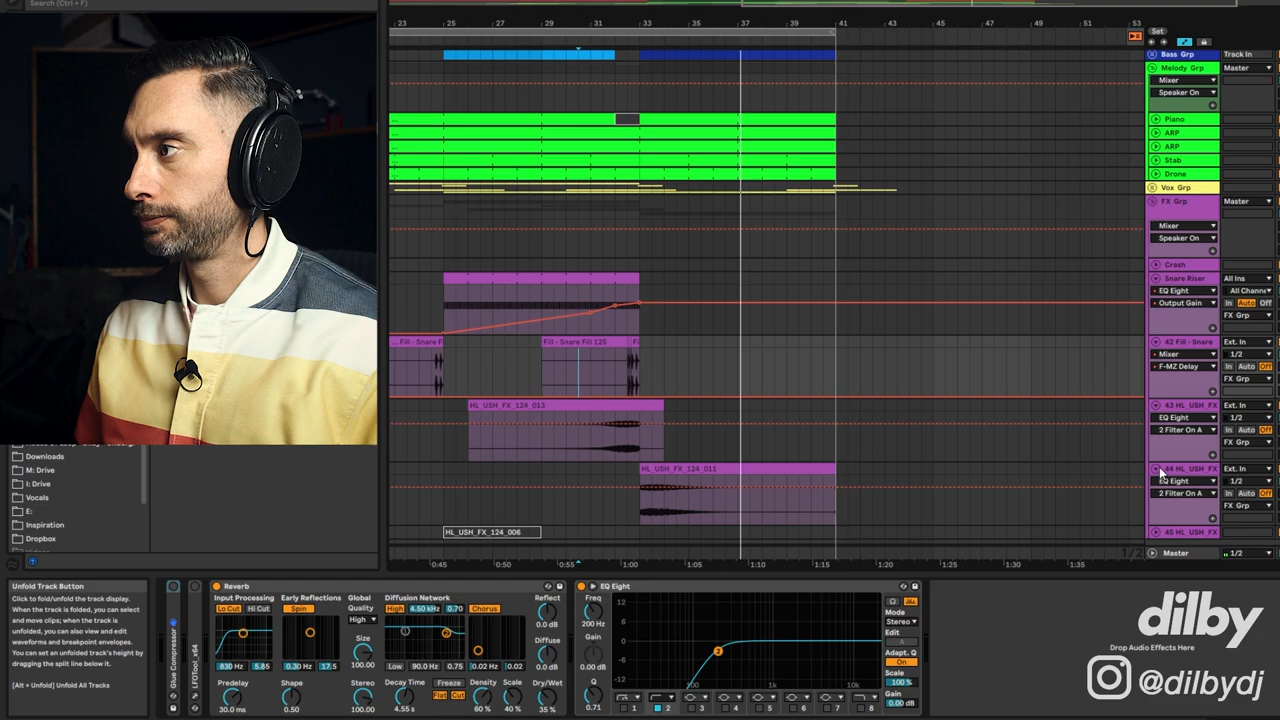 Search (Ctrl + F)
23 25 27 29 31 33 35 37 39 41 43 45 47 49 51 53
Set
Bass Grp Track In
Melody Grp Master
Mixer
Speaker On
Piano
ARP
ARP
Stab
Drone
Vox Grp
FX Grp Master
Mixer
Speaker On
Crash
Snare Riser All Ins
EQ Eight All Channe
Output Gain In Auto Off
FX Grp
... Fill - Snare F Fill - Snare Fill 125 Fi 42 Fill - Snare Ext. In
Mixer 1/2
F-MZ Delay In Auto Off
FX Grp
HL_USH_FX_124_013 43 HL_USH_FX Ext. In
EQ Eight 1/2
2 Filter On A In Auto Off
FX Grp
HL_USH_FX_124_011 44 HL_USH_FX Ext. In
EQ Eight 1/2
2 Filter On A In Auto Off
FX Grp
HL_USH_FX_124_006 45 HL_USH_FX
1/2 Master 1/2
0:45 0:50 0:55 1:00 1:05 1:10 1:15 1:20 1:25 1:30 1:35
Downloads
M: Drive
I: Drive
Vocals
E:
Inspiration
Dropbox
Unfold Track Button
Click to fold/unfold the track display.
When the track is folded, you can select
and move clips; when the track is
unfolded, you can also view and edit
waveforms and breakpoint envelopes.
You can set an unfolded track's height by
dragging the split line below it.
[Alt + Unfold] Unfold All Tracks
Glue Compressor
LFOTool_x64
Reverb
Input Processing Early Reflections Global Diffusion Network Reflect
Lo Cut Hi Cut Spin Quality High 4.50 kHz 0.70 Chorus
High 0.0 dB
Size Diffuse
100.00 0.0 dB
830 Hz 5.85 0.30 Hz 17.5 Low 90.0 Hz 0.75 0.02 Hz 0.02
Predelay Shape Stereo Decay Time Freeze Density Scale Dry/Wet
Flat Cut
30.0 ms 0.50 100.00 4.55 s 60 % 40 % 35 %
EQ Eight
Freq
200 Hz
Gain
0.00 dB
Q
0.71
12
6
0
-6
-12
100 1k 10k
1 2 3 4 5 6 7 8
Mode
Stereo
Edit
A
Adapt. Q
On
Scale
100 %
Gain
0.00 dB
Drop Audio Effects Here
dilby
@dilbydj